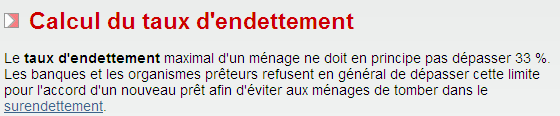 Calcul du taux d'endettement
Le taux d'endettement maximal d'un ménage ne doit en principe pas dépasser 33 %.
Les banques et les organismes prêteurs refusent en général de dépasser cette limite
pour l'accord d'un nouveau prêt afin d'éviter aux ménages de tomber dans le
surendettement.